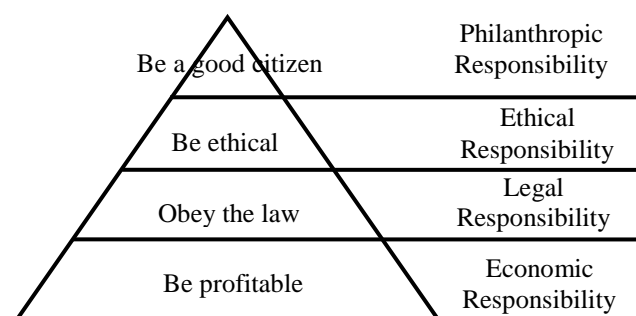 Be a good citizen
Philanthropic
Responsibility
Be ethical
Ethical
Responsibility
Obey the law
Legal
Responsibility
Be profitable
Economic
Responsibility